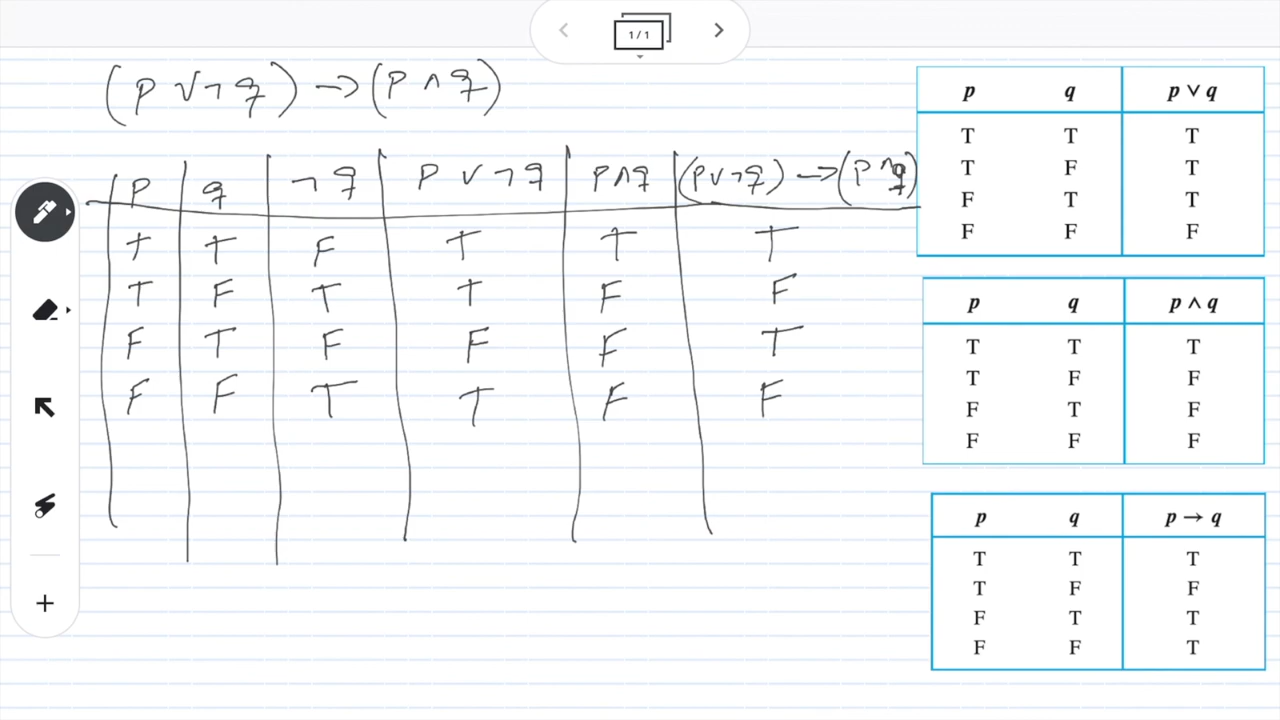 1 / 1
(p ∨ ¬ q) → (p ∧ q)
p q ¬ q p ∨ ¬ q p ∧ q (p ∨ ¬ q) → (p ∧ q)
T T F T T T
T F T T F F
F T F F F T
F F T T F F
p q p ∨ q
T T T
T F T
F T T
F F F
p q p ∧ q
T T T
T F F
F T F
F F F
p q p → q
T T T
T F F
F T T
F F T